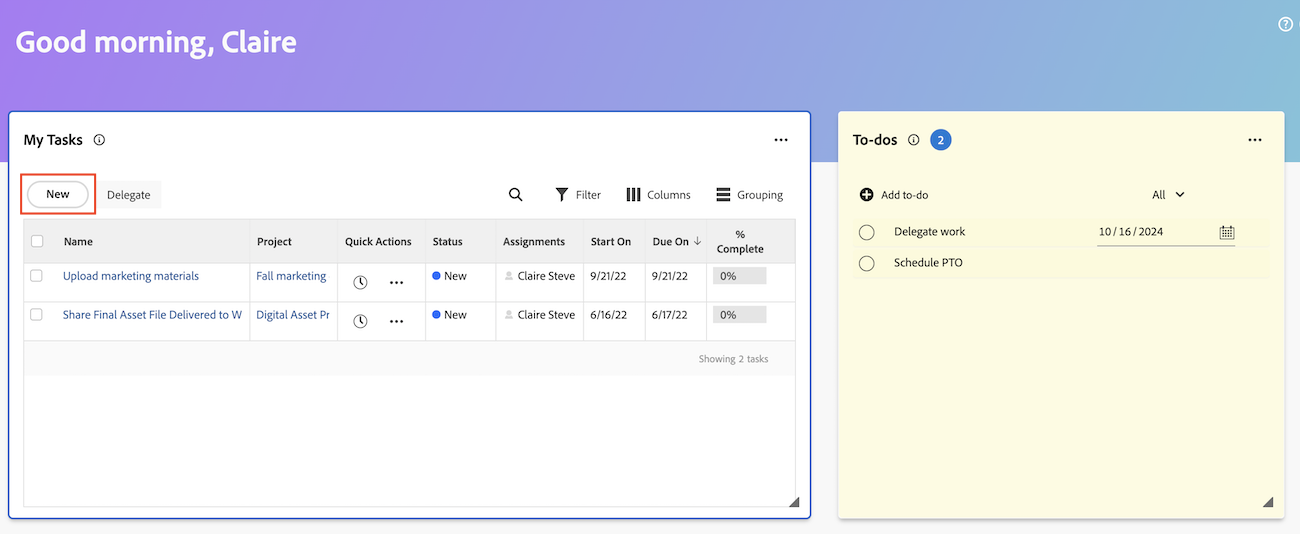 Good morning, Claire
My Tasks
New Delegate Filter Columns Grouping
Name Project Quick Actions Status Assignments Start On Due On % Complete
Upload marketing materials Fall marketing New Claire Steve 9/21/22 9/21/22 0%
Share Final Asset File Delivered to W Digital Asset Pr New Claire Steve 6/16/22 6/17/22 0%
Showing 2 tasks
To-dos 2
Add to-do All
Delegate work 10/16/2024
Schedule PTO